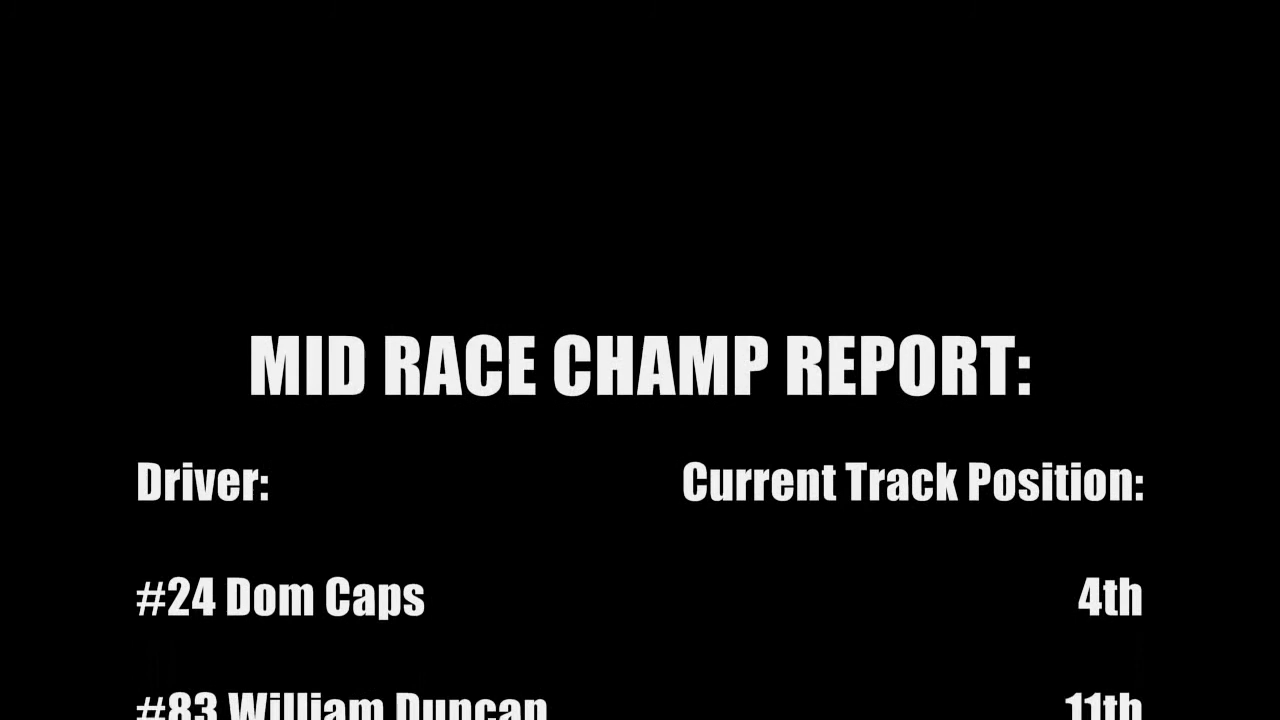 MID RACE CHAMP REPORT:
Driver: Current Track Position:
#24 Dom Caps 4th
#83 William Duncan 11th